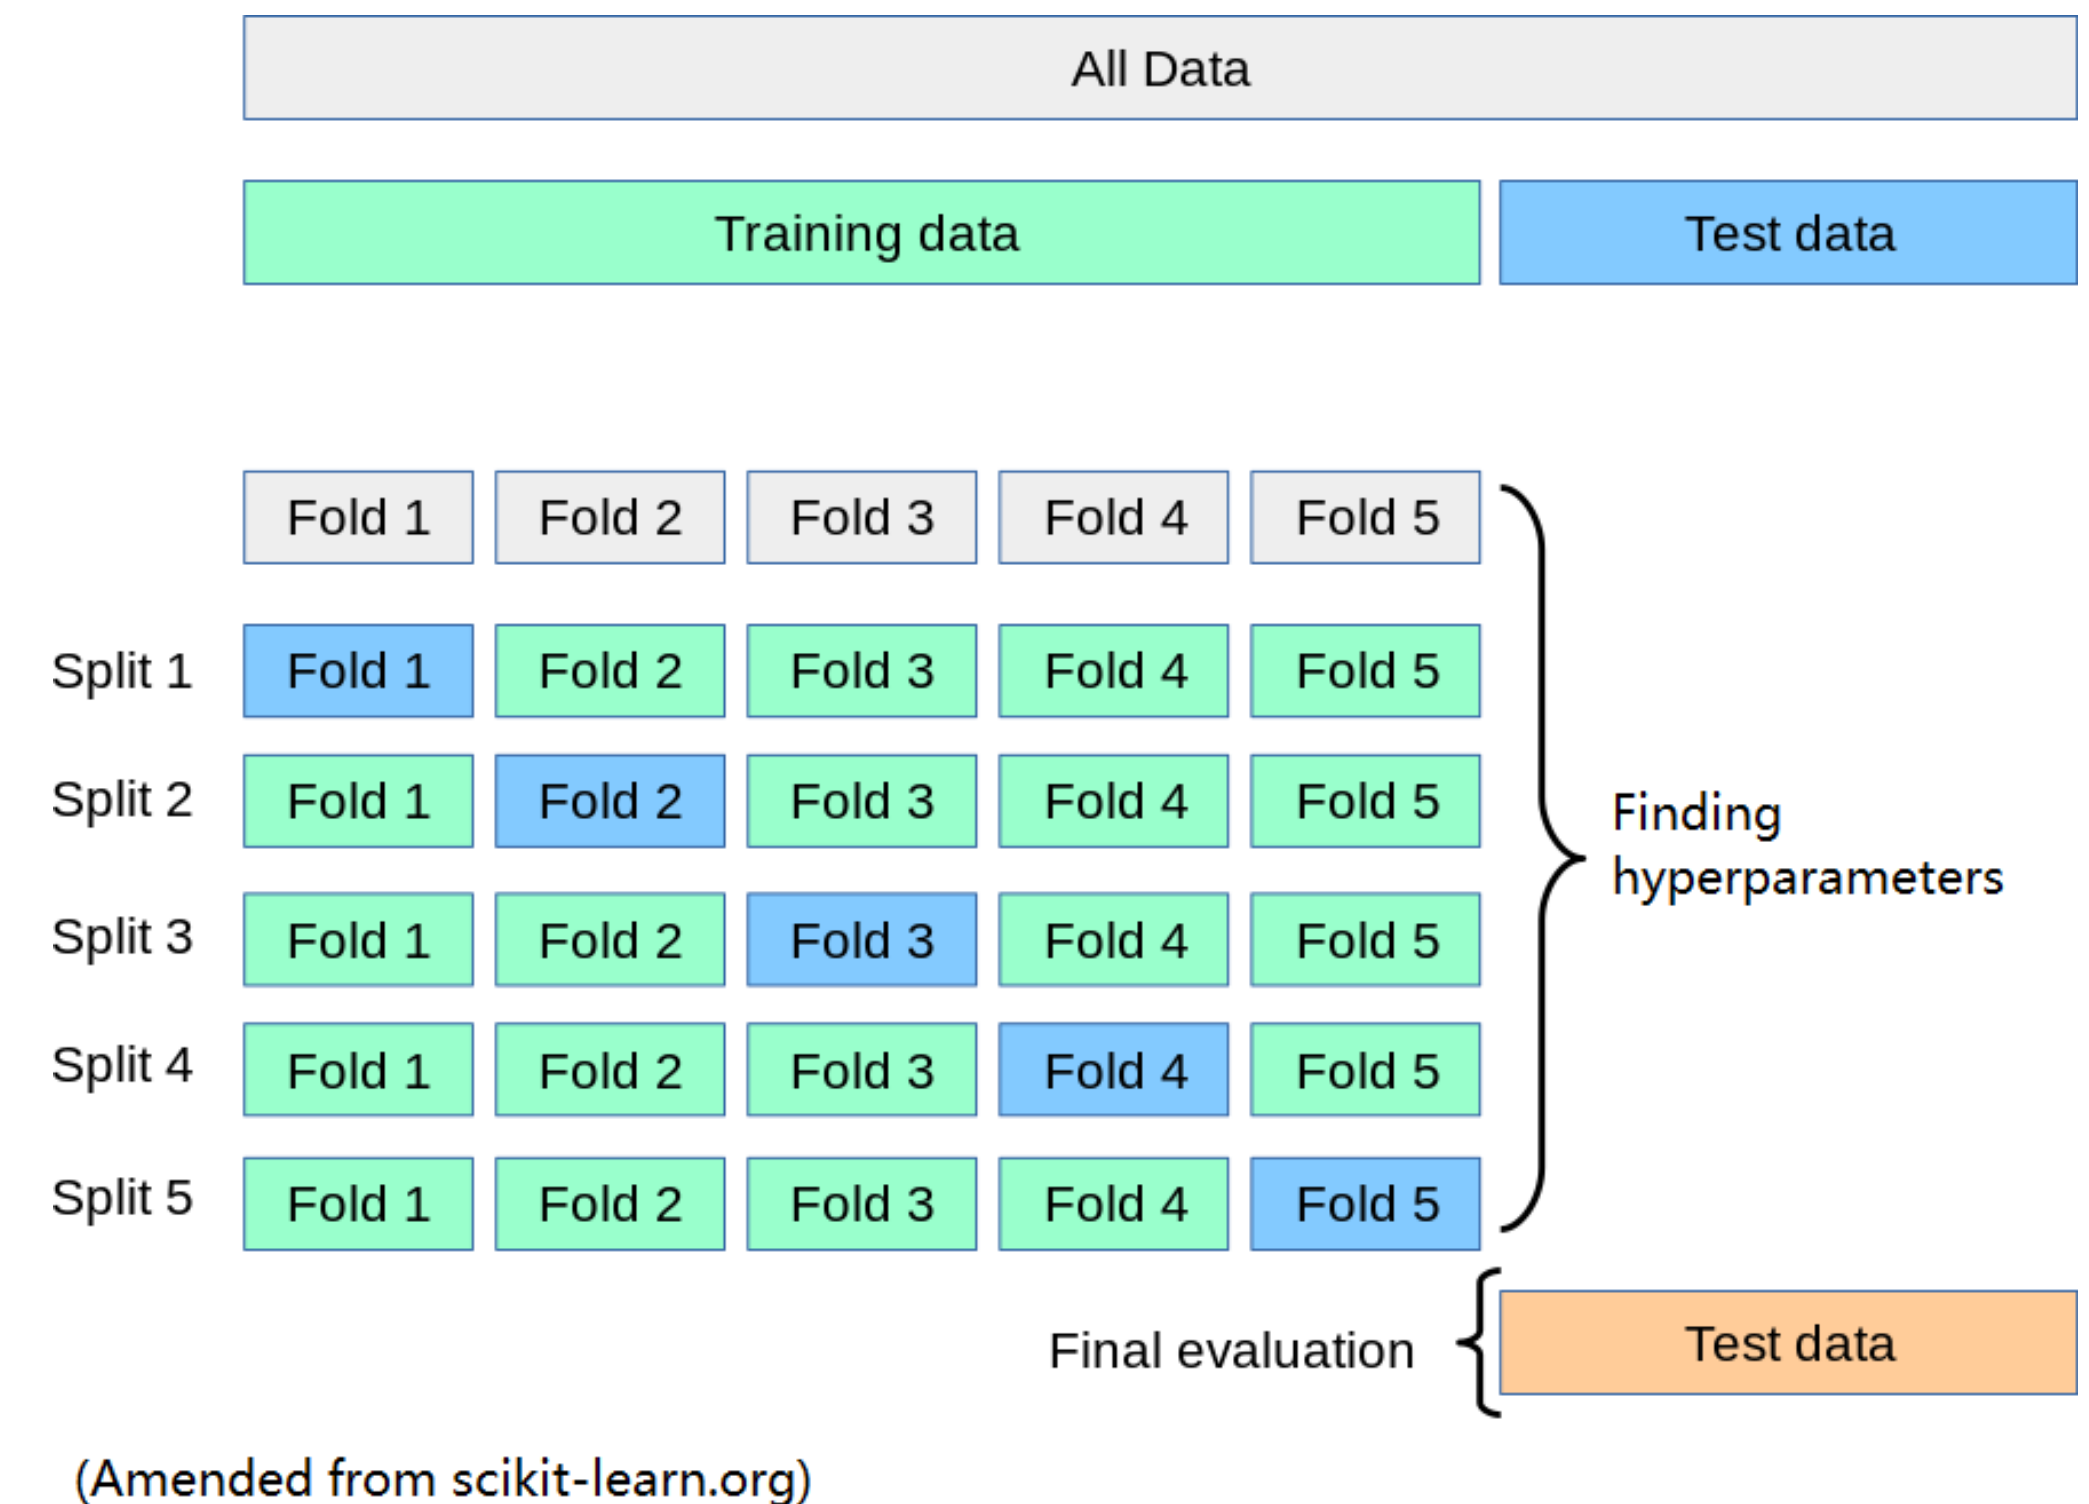 All Data
Training data Test data
Fold 1 Fold 2 Fold 3 Fold 4 Fold 5
Split 1 Fold 1 Fold 2 Fold 3 Fold 4 Fold 5
Split 2 Fold 1 Fold 2 Fold 3 Fold 4 Fold 5
Finding
hyperparameters
Split 3 Fold 1 Fold 2 Fold 3 Fold 4 Fold 5
Split 4 Fold 1 Fold 2 Fold 3 Fold 4 Fold 5
Split 5 Fold 1 Fold 2 Fold 3 Fold 4 Fold 5
Final evaluation Test data
(Amended from scikit-learn.org)